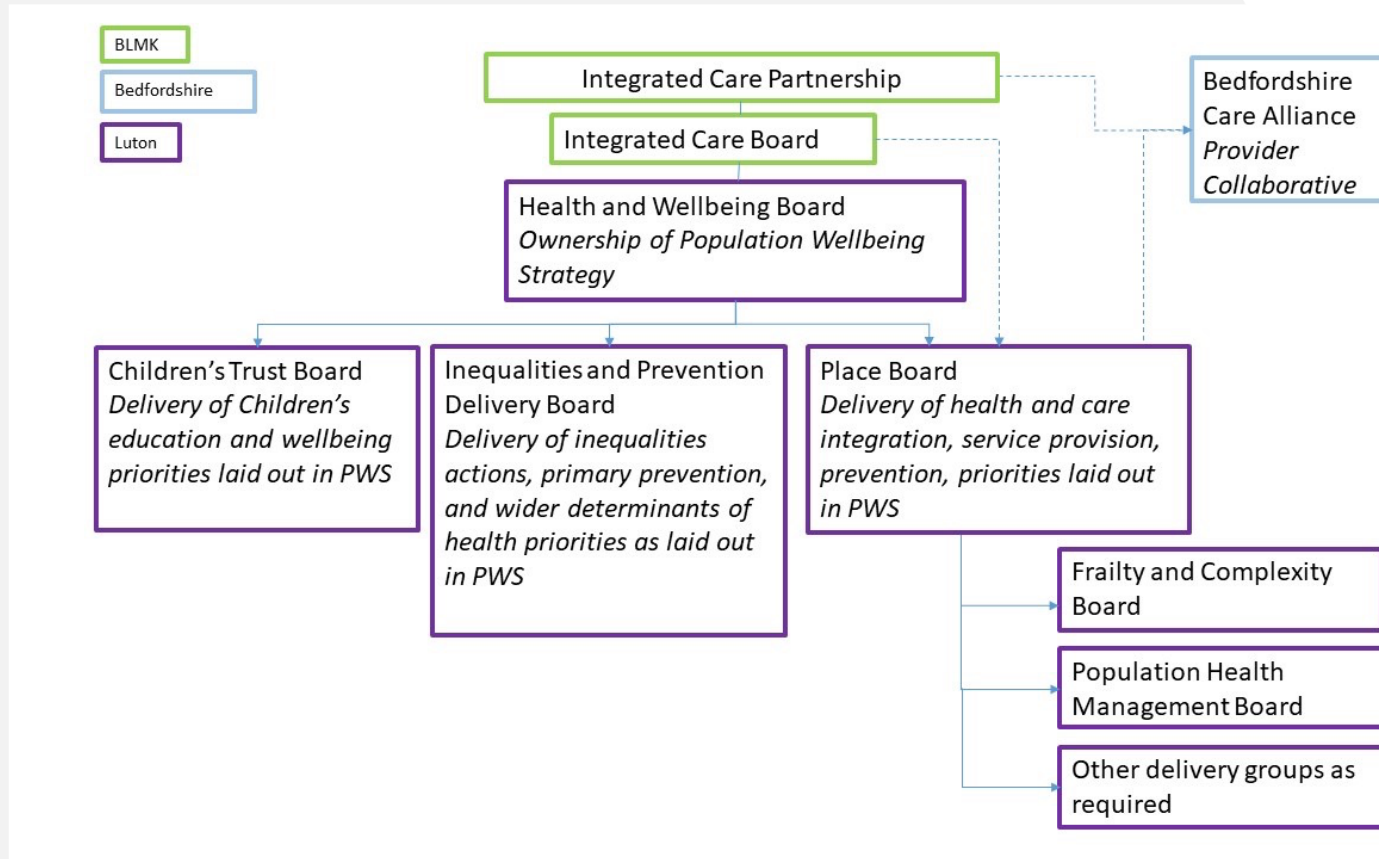 BLMK
Bedfordshire
Luton
Integrated Care Partnership
Integrated Care Board
Health and Wellbeing Board
Ownership of Population Wellbeing
Strategy
Bedfordshire
Care Alliance
Provider
Collaborative
Children’s Trust Board
Delivery of Children’s
education and wellbeing
priorities laid out in PWS
Inequalities and Prevention
Delivery Board
Delivery of inequalities
actions, primary prevention,
and wider determinants of
health priorities as laid out
in PWS
Place Board
Delivery of health and care
integration, service provision,
prevention, priorities laid out
in PWS
Frailty and Complexity
Board
Population Health
Management Board
Other delivery groups as
required